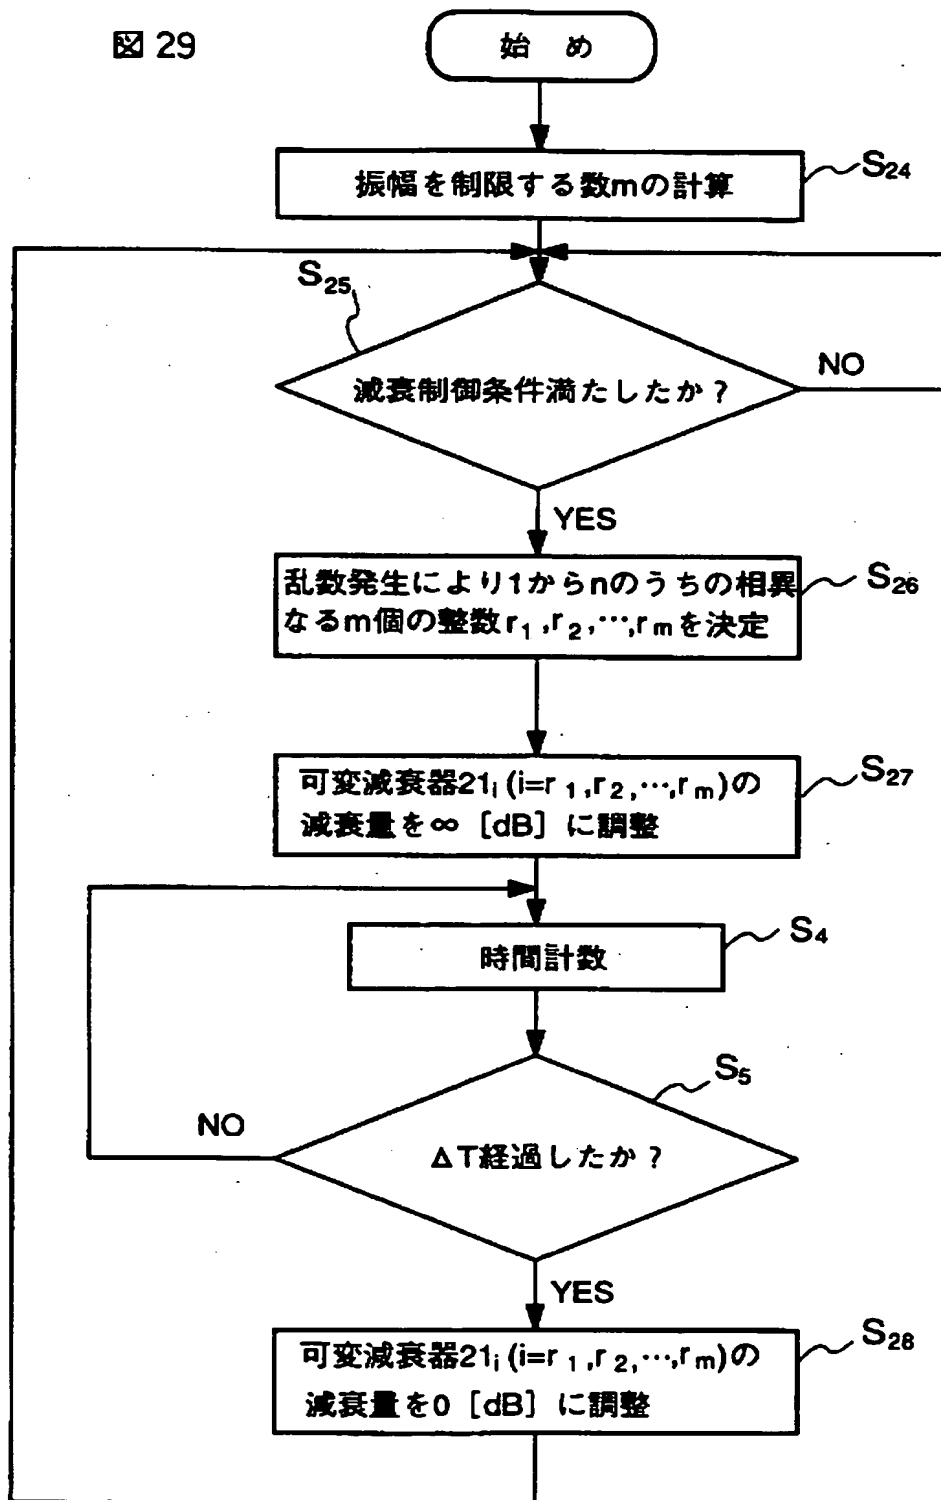 図 29
始 め
振幅を制限する数mの計算
S24
S25
減衰制御条件満たしたか?
NO
YES
乱数発生により1からnのうちの相異
なるm個の整数r1,r2,…,rmを決定
S26
可変減衰器21i(i=r1,r2,…,rm)の
減衰量を∞ [dB] に調整
S27
時間計数
S4
S5
NO
ΔT経過したか?
YES
可変減衰器21i(i=r1,r2,…,rm)の
減衰量を0 [dB] に調整
S28